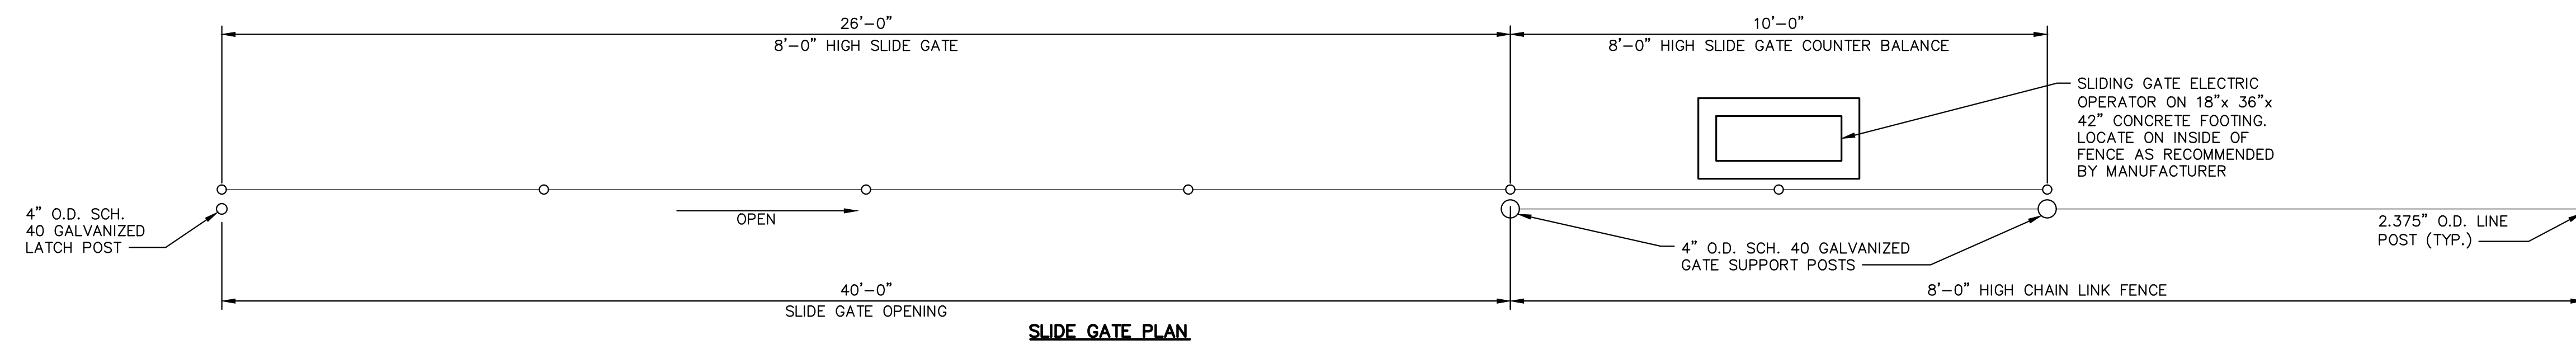 26'-0"
8'-0" HIGH SLIDE GATE
10'-0"
8'-0" HIGH SLIDE GATE COUNTER BALANCE
SLIDING GATE ELECTRIC
OPERATOR ON 18"x 36"x
42" CONCRETE FOOTING.
LOCATE ON INSIDE OF
FENCE AS RECOMMENDED
BY MANUFACTURER
4" O.D. SCH.
40 GALVANIZED
LATCH POST
OPEN
4" O.D. SCH. 40 GALVANIZED
GATE SUPPORT POSTS
2.375" O.D. LINE
POST (TYP.)
40'-0"
SLIDE GATE OPENING
8'-0" HIGH CHAIN LINK FENCE
SLIDE GATE PLAN